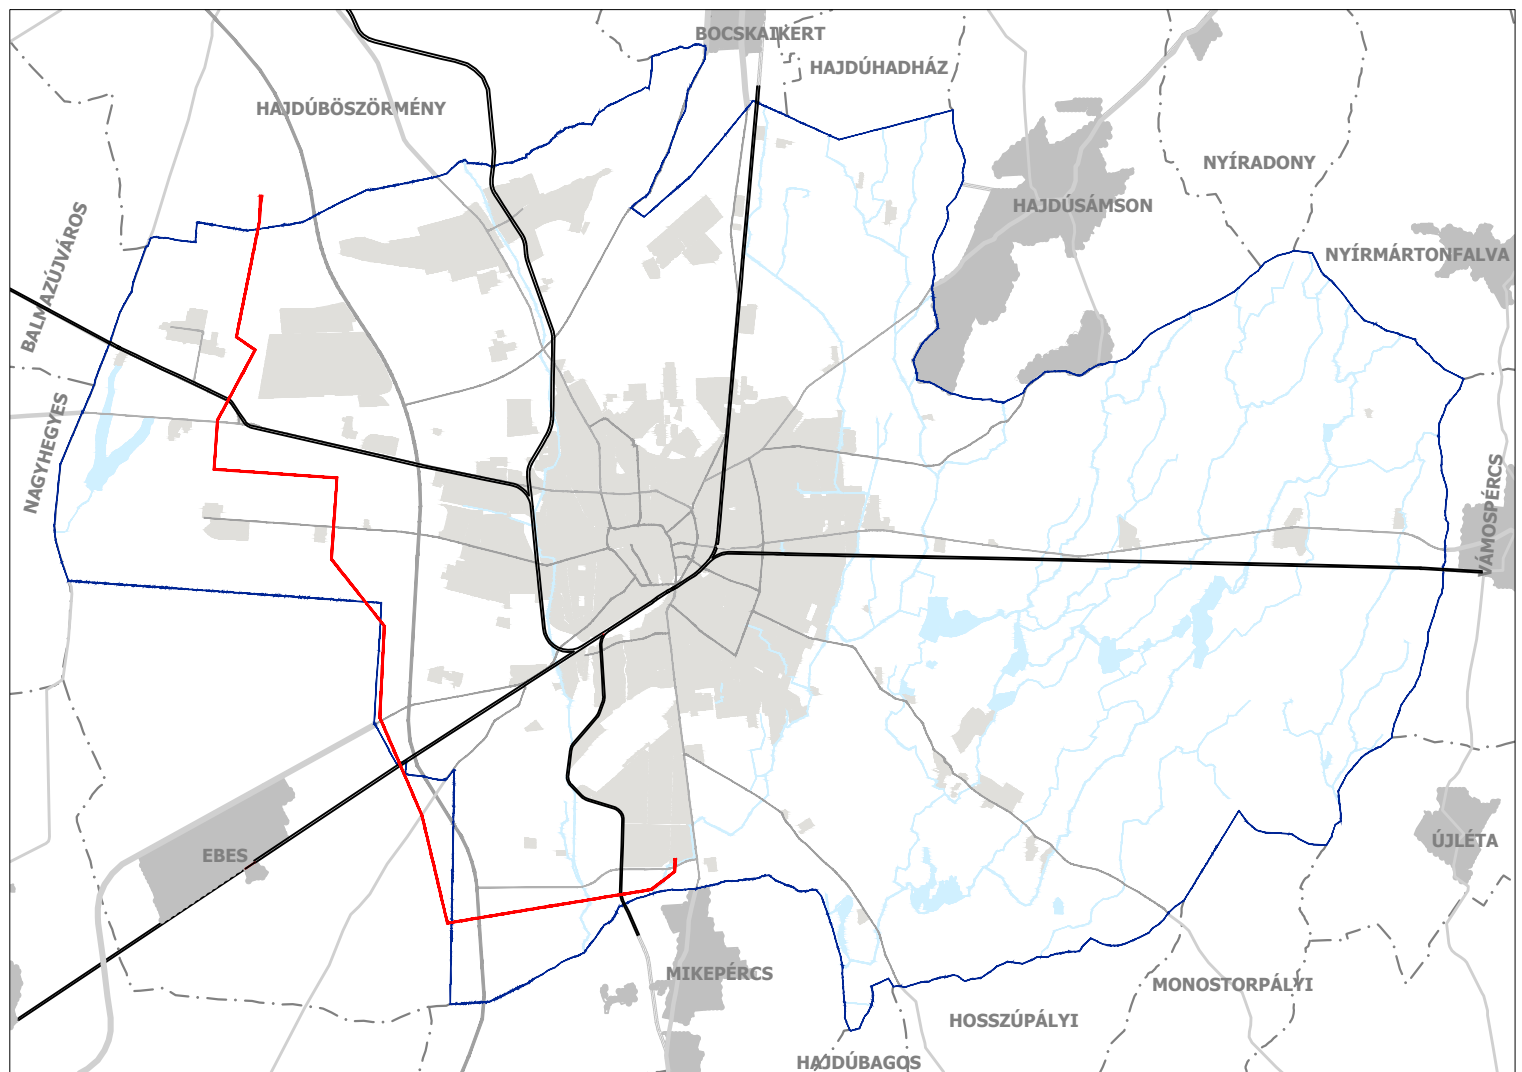 BOCSKAIKERT
HAJDÚHADHÁZ
HAJDÚBÖSZÖRMÉNY
NYÍRADONY
HAJDÚSÁMSON
NYÍRMÁRTONFALVA
BALMAZÚJVÁROS
NAGYHEGYES
VÁMOSPÉRCS
EBES
ÚJLÉTA
MIKEPÉRCS
MONOSTORPÁLYI
HOSSZÚPÁLYI
HAJDÚBAGOS